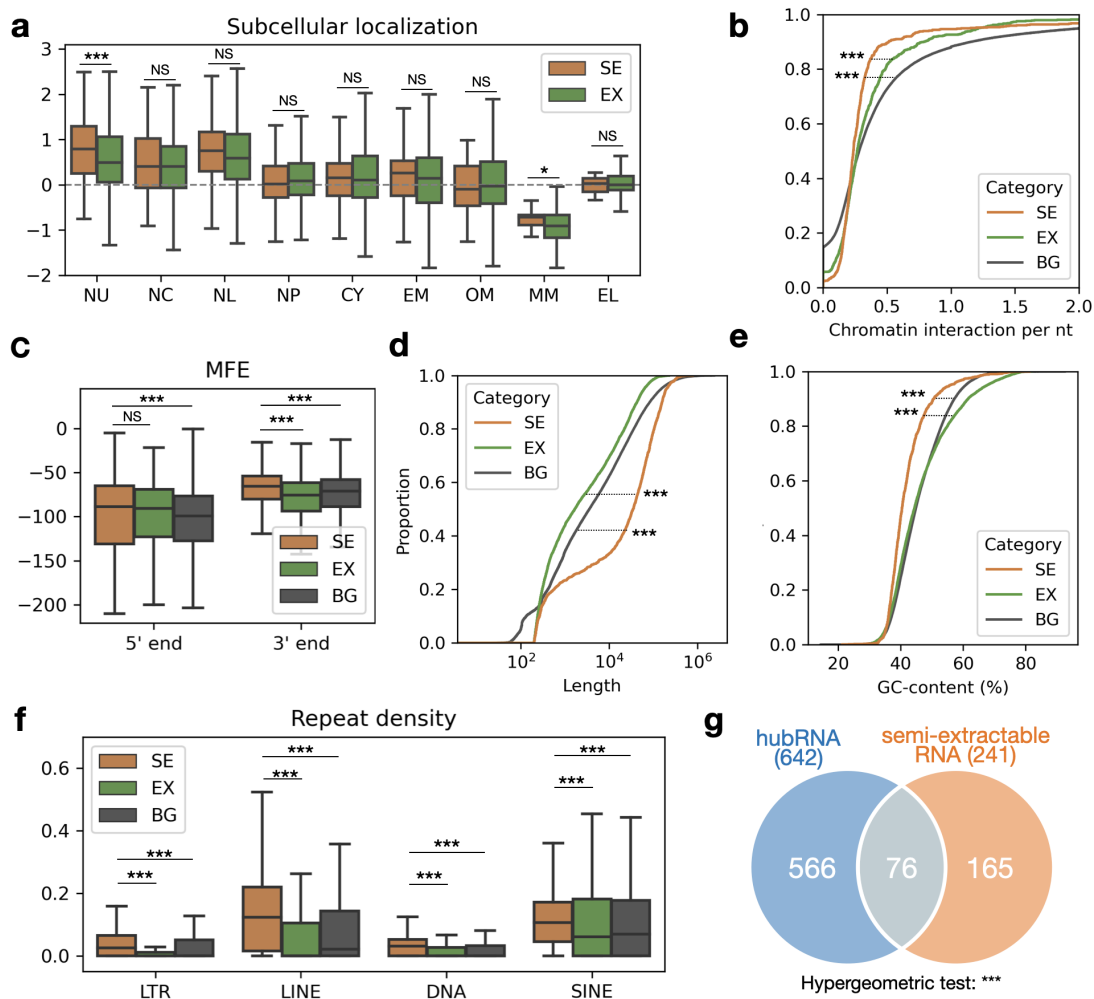 a
Subcellular localization
3
2
1
0
−1
−2
***
NS
NS
NS
NS
NS
NS
*
NS
SE
EX
NU NC NL NP CY EM OM MM EL
b
1.0
0.8
0.6
0.4
0.2
0.0
***
***
Category
SE
EX
BG
0.0 0.5 1.0 1.5 2.0
Chromatin interaction per nt
c
MFE
0
−50
−100
−150
−200
***
NS
***
***
SE
EX
BG
5' end 3' end
d
Proportion
1.0
0.8
0.6
0.4
0.2
0.0
Category
SE
EX
BG
***
***
10² 10⁴ 10⁶
Length
e
1.0
0.8
0.6
0.4
0.2
0.0
***
***
Category
SE
EX
BG
20 40 60 80
GC-content (%)
f
Repeat density
0.6
0.4
0.2
0.0
SE
EX
BG
***
***
***
***
***
***
***
***
LTR LINE DNA SINE
g
hubRNA
(642)
semi-extractable
RNA (241)
566 76 165
Hypergeometric test: ***